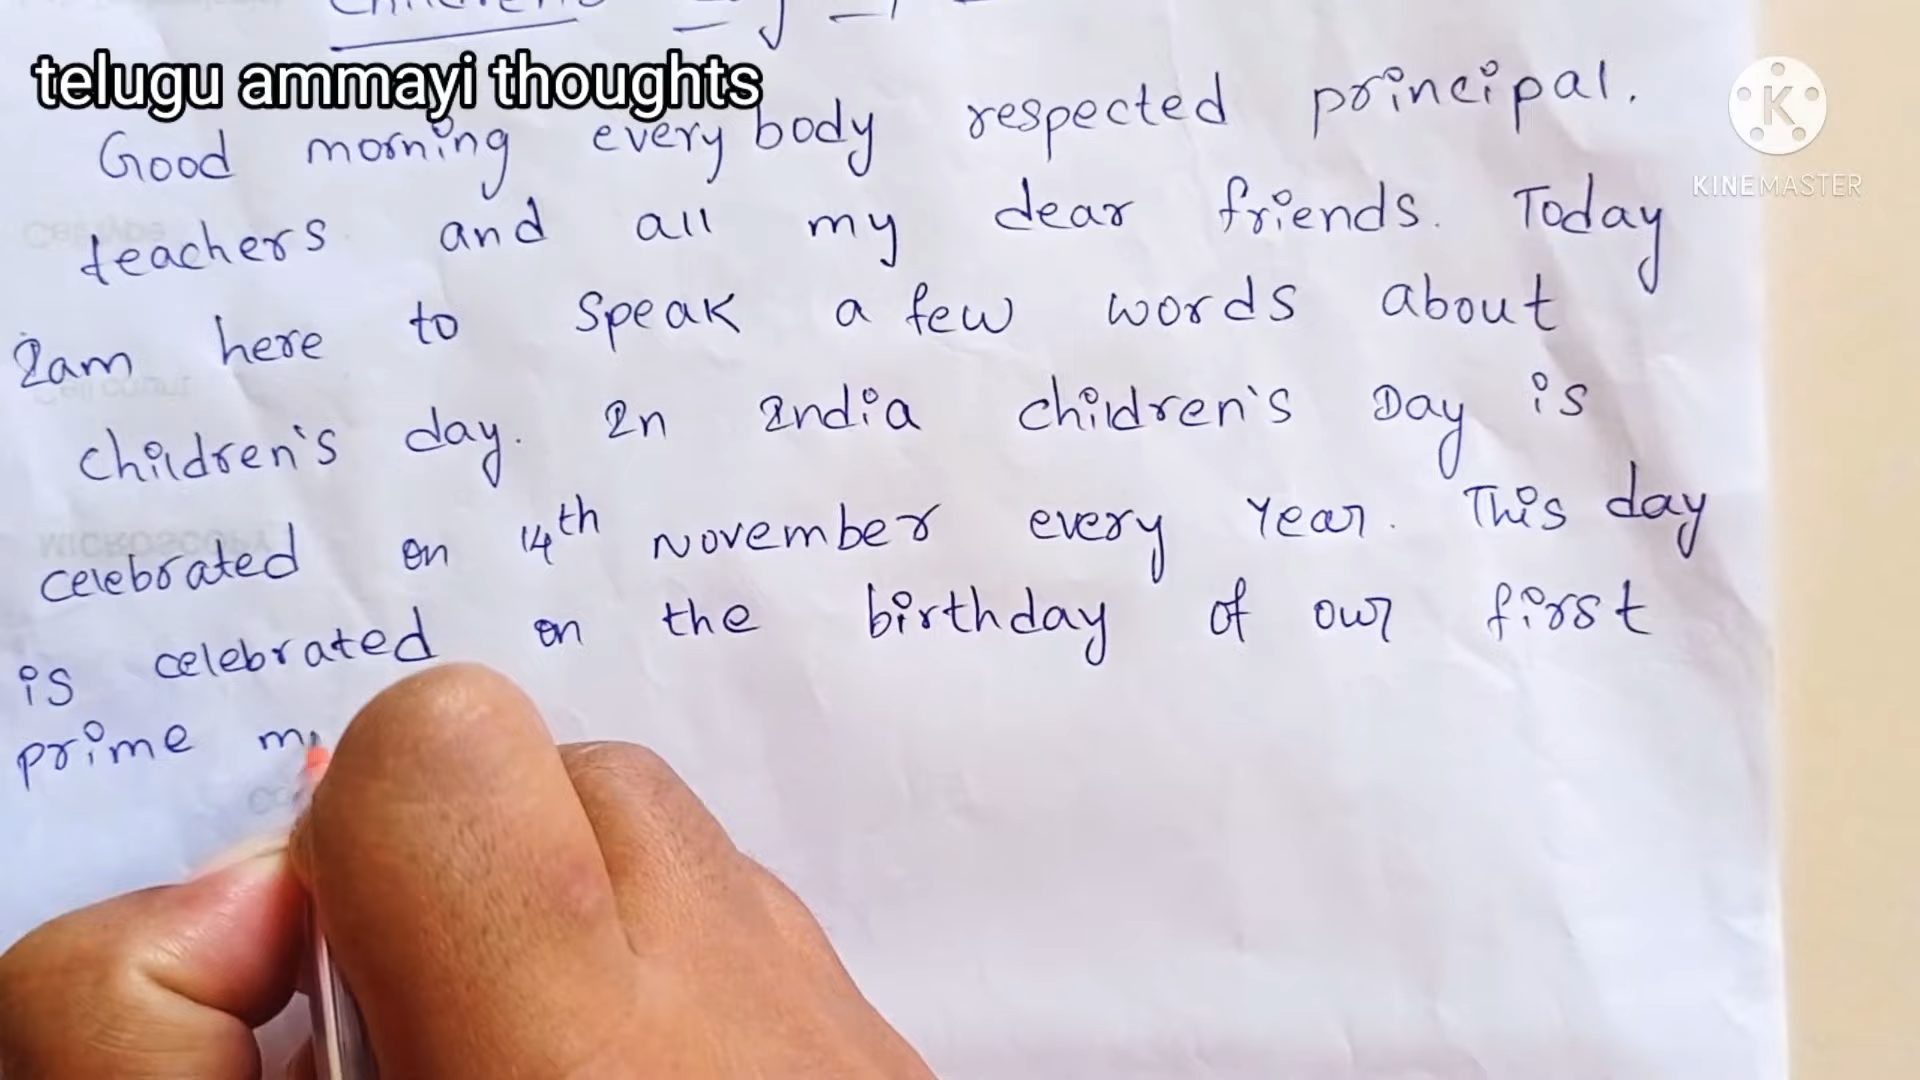 telugu ammayi thoughts
KINEMASTER
Good morning every body respected principal.
teachers and all my dear friends. Today
Iam here to speak a few words about
children's day. In India children's Day is
celebrated on 14th November every Year. This day
is celebrated on the birthday of our first
prime